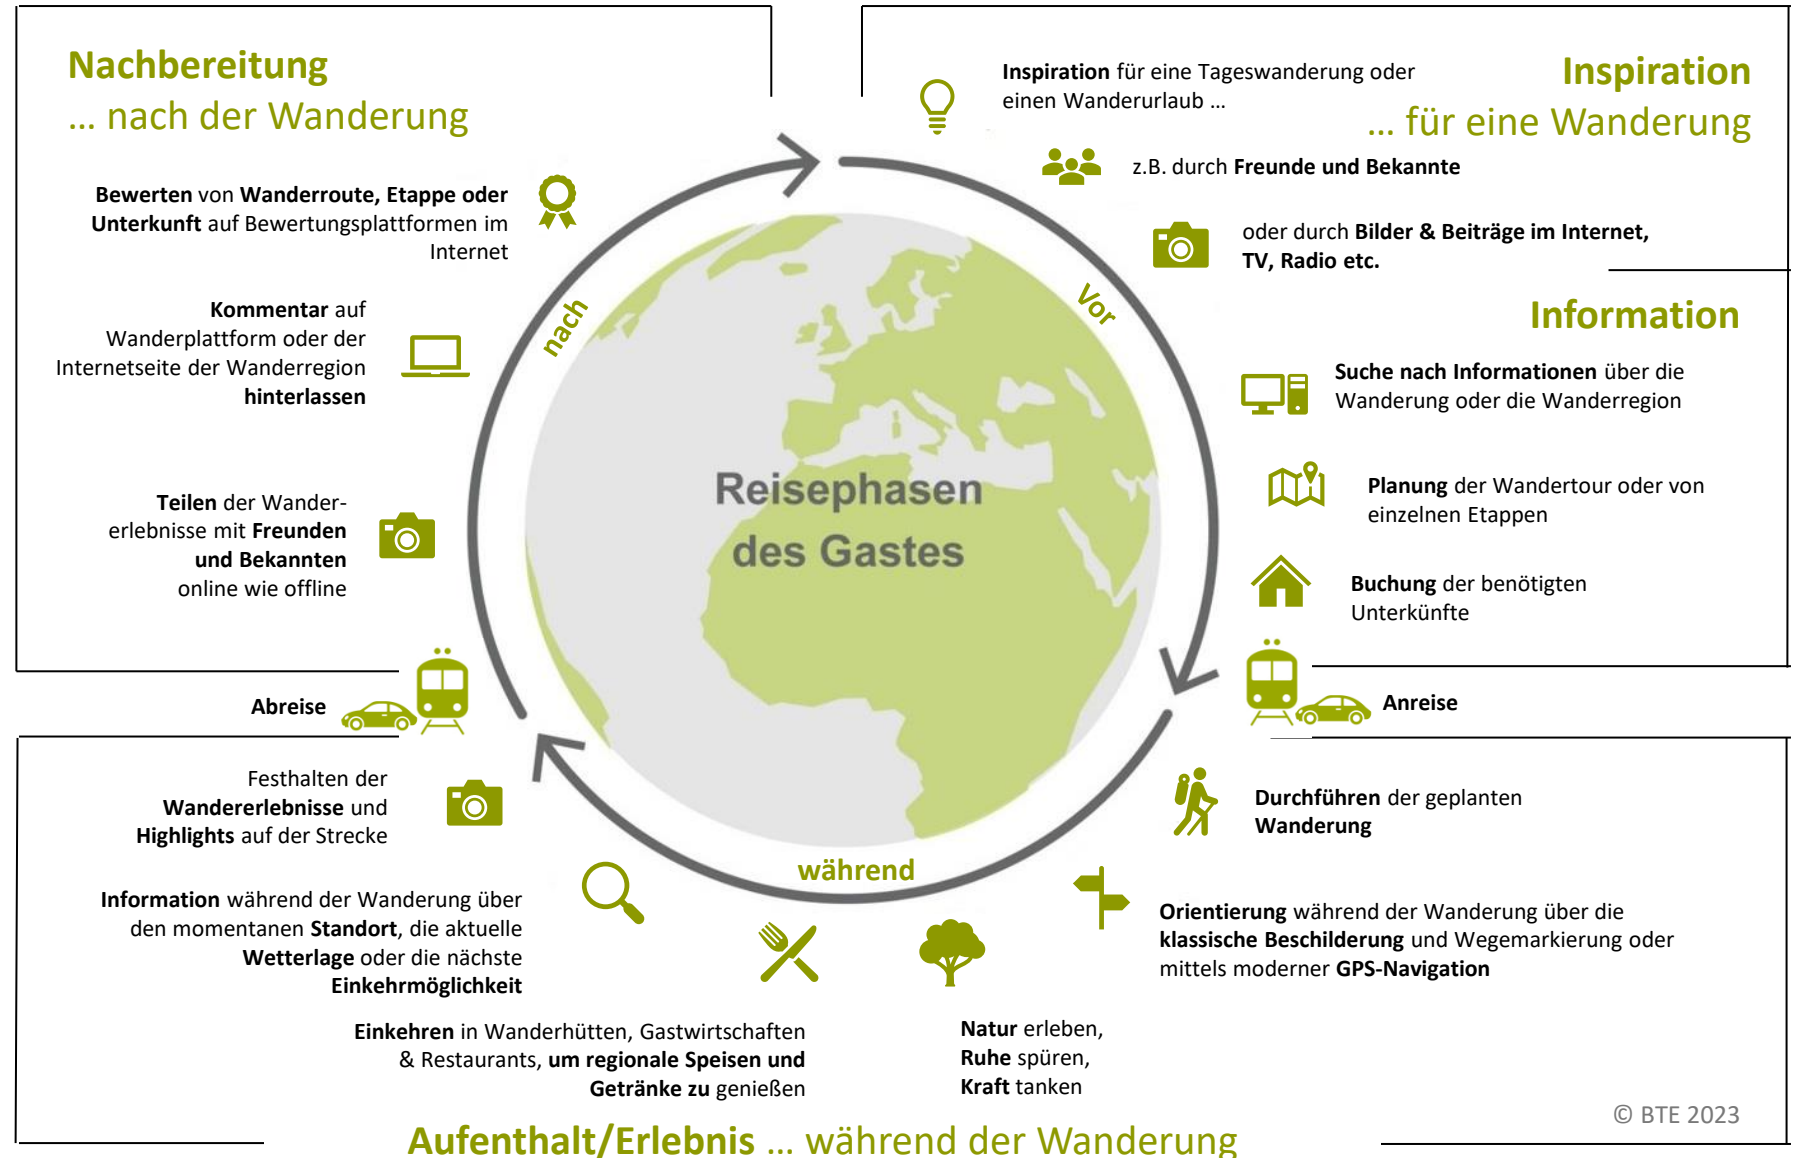 Nachbereitung
... nach der Wanderung
Bewerten von Wanderroute, Etappe oder
Unterkunft auf Bewertungsplattformen im
Internet
Kommentar auf
Wanderplattform oder der
Internetseite der Wanderregion
hinterlassen
Teilen der Wander-
erlebnisse mit Freunden
und Bekannten
online wie offline
Abreise
Inspiration
... für eine Wanderung
Inspiration für eine Tageswanderung oder
einen Wanderurlaub ...
z.B. durch Freunde und Bekannte
oder durch Bilder & Beiträge im Internet,
TV, Radio etc.
Information
Suche nach Informationen über die
Wanderung oder die Wanderregion
Planung der Wandertour oder von
einzelnen Etappen
Buchung der benötigten
Unterkünfte
Anreise
nach
Vor
Reisephasen
des Gastes
während
Durchführen der geplanten
Wanderung
Orientierung während der Wanderung über die
klassische Beschilderung und Wegemarkierung oder
mittels moderner GPS-Navigation
Natur erleben,
Ruhe spüren,
Kraft tanken
Einkehren in Wanderhütten, Gastwirtschaften
& Restaurants, um regionale Speisen und
Getränke zu genießen
Information während der Wanderung über
den momentanen Standort, die aktuelle
Wetterlage oder die nächste
Einkehrmöglichkeit
Festhalten der
Wandererlebnisse und
Highlights auf der Strecke
Aufenthalt/Erlebnis ... während der Wanderung
© BTE 2023